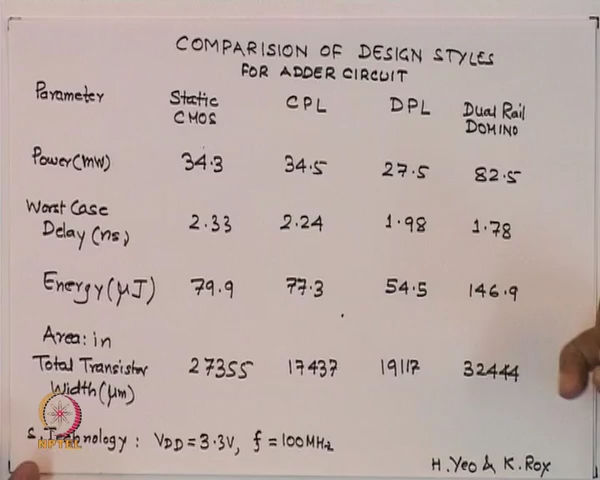 COMPARISION OF DESIGN STYLES
FOR ADDER CIRCUIT
Parameter Static CPL DPL Dual Rail
CMOS DOMINO
Power(mW) 34.3 34.5 27.5 82.5
Worst Case
Delay(ns) 2.33 2.24 1.98 1.78
Energy(μJ) 79.9 77.3 54.5 146.9
Area: in
Total Transistor 27355 17437 19117 32444
Width(μm)
Technology: VDD = 3.3V, f = 100MHz
NPTEL
H. Yeo & K. Roy